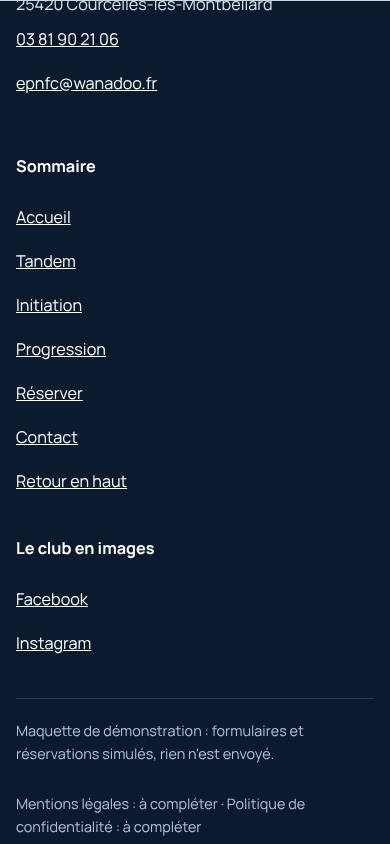 25420 Courcelles-lès-Montbéliard
03 81 90 21 06
epnfc@wanadoo.fr
Sommaire
Accueil
Tandem
Initiation
Progression
Réserver
Contact
Retour en haut
Le club en images
Facebook
Instagram
Maquette de démonstration : formulaires et
réservations simulés, rien n'est envoyé.
Mentions légales : à compléter · Politique de
confidentialité : à compléter